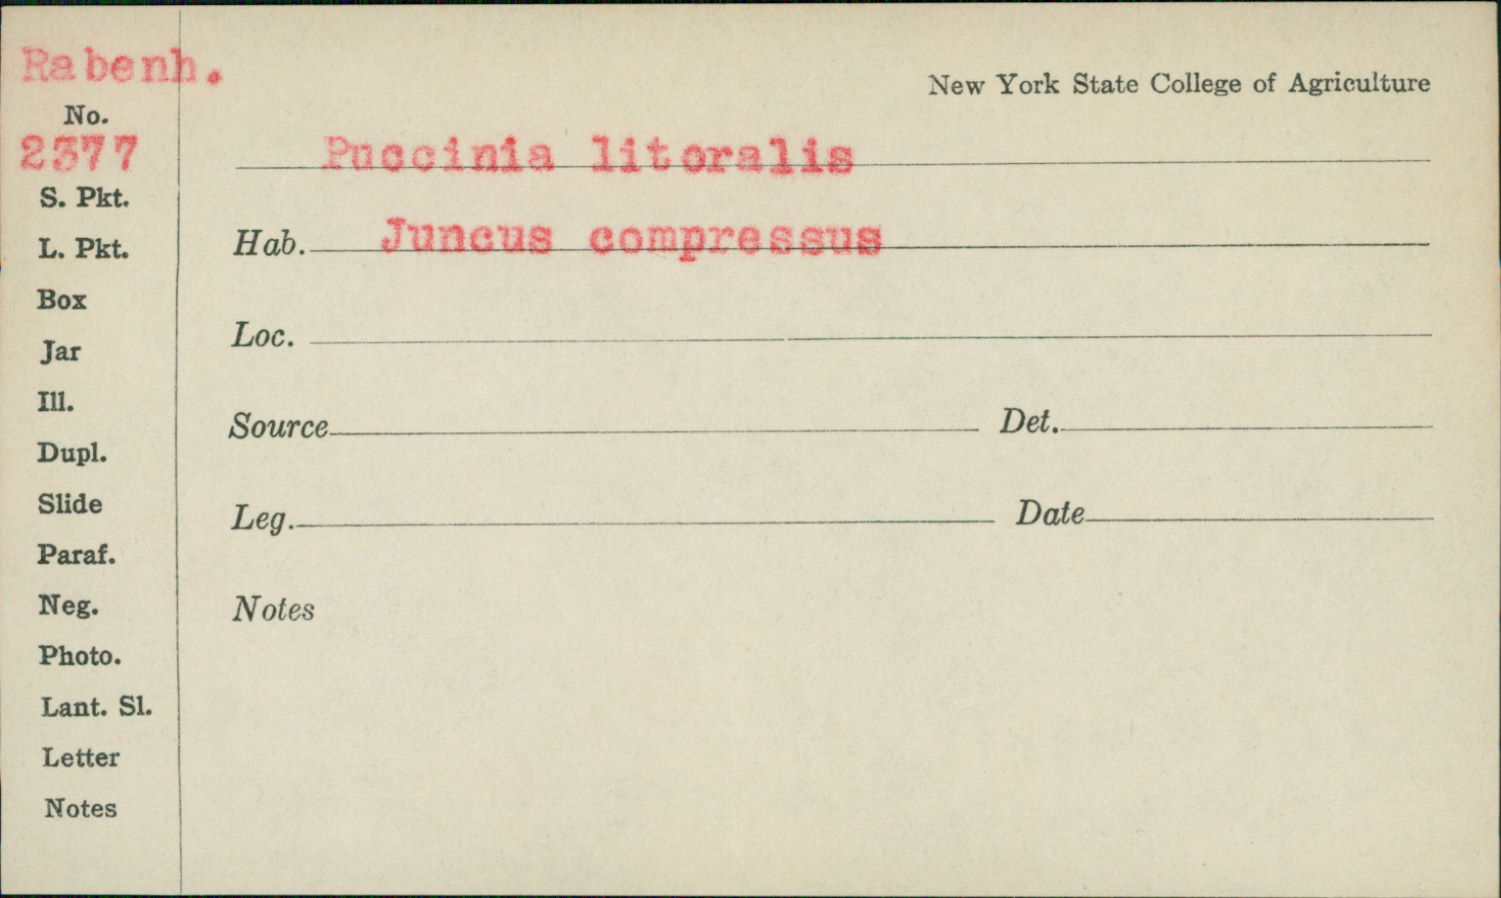 Rabenh.
New York State College of Agriculture
No.
2377
Puccinia litoralis
S. Pkt.
Hab. Juncus compressus
L. Pkt.
Box
Loc.
Jar
Ill.
Source Det.
Dupl.
Slide
Leg. Date
Paraf.
Neg.
Notes
Photo.
Lant. Sl.
Letter
Notes